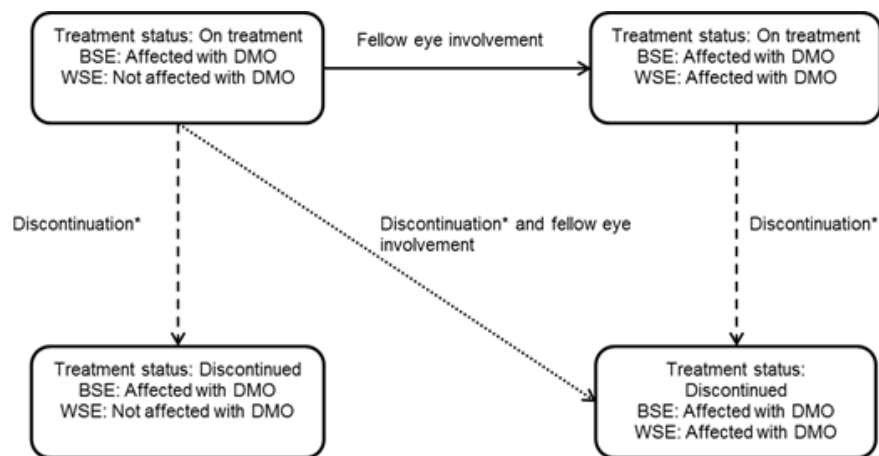 Treatment status: On treatment
BSE: Affected with DMO
WSE: Not affected with DMO
Fellow eye involvement
Treatment status: On treatment
BSE: Affected with DMO
WSE: Affected with DMO
Discontinuation*
Discontinuation* and fellow eye
involvement
Discontinuation*
Treatment status: Discontinued
BSE: Affected with DMO
WSE: Not affected with DMO
Treatment status:
Discontinued
BSE: Affected with DMO
WSE: Affected with DMO